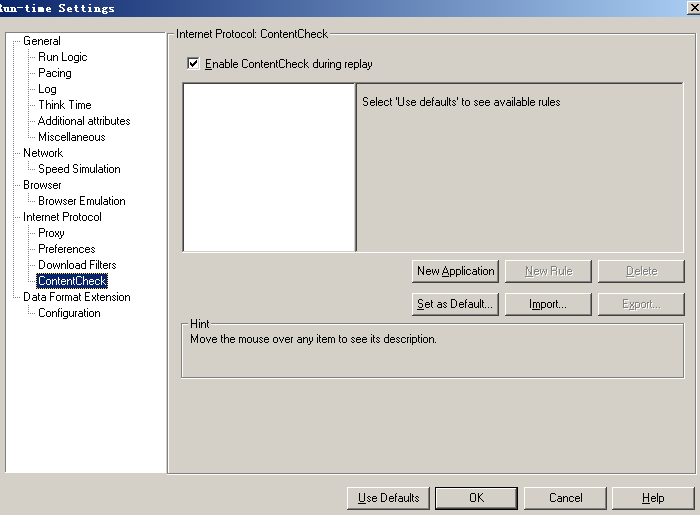 Run-time Settings
General
Run Logic
Pacing
Log
Think Time
Additional attributes
Miscellaneous
Network
Speed Simulation
Browser
Browser Emulation
Internet Protocol
Proxy
Preferences
Download Filters
ContentCheck
Data Format Extension
Configuration
Internet Protocol: ContentCheck
Enable ContentCheck during replay
Select 'Use defaults' to see available rules
New Application
New Rule
Delete
Set as Default...
Import...
Export...
Hint
Move the mouse over any item to see its description.
Use Defaults
OK
Cancel
Help